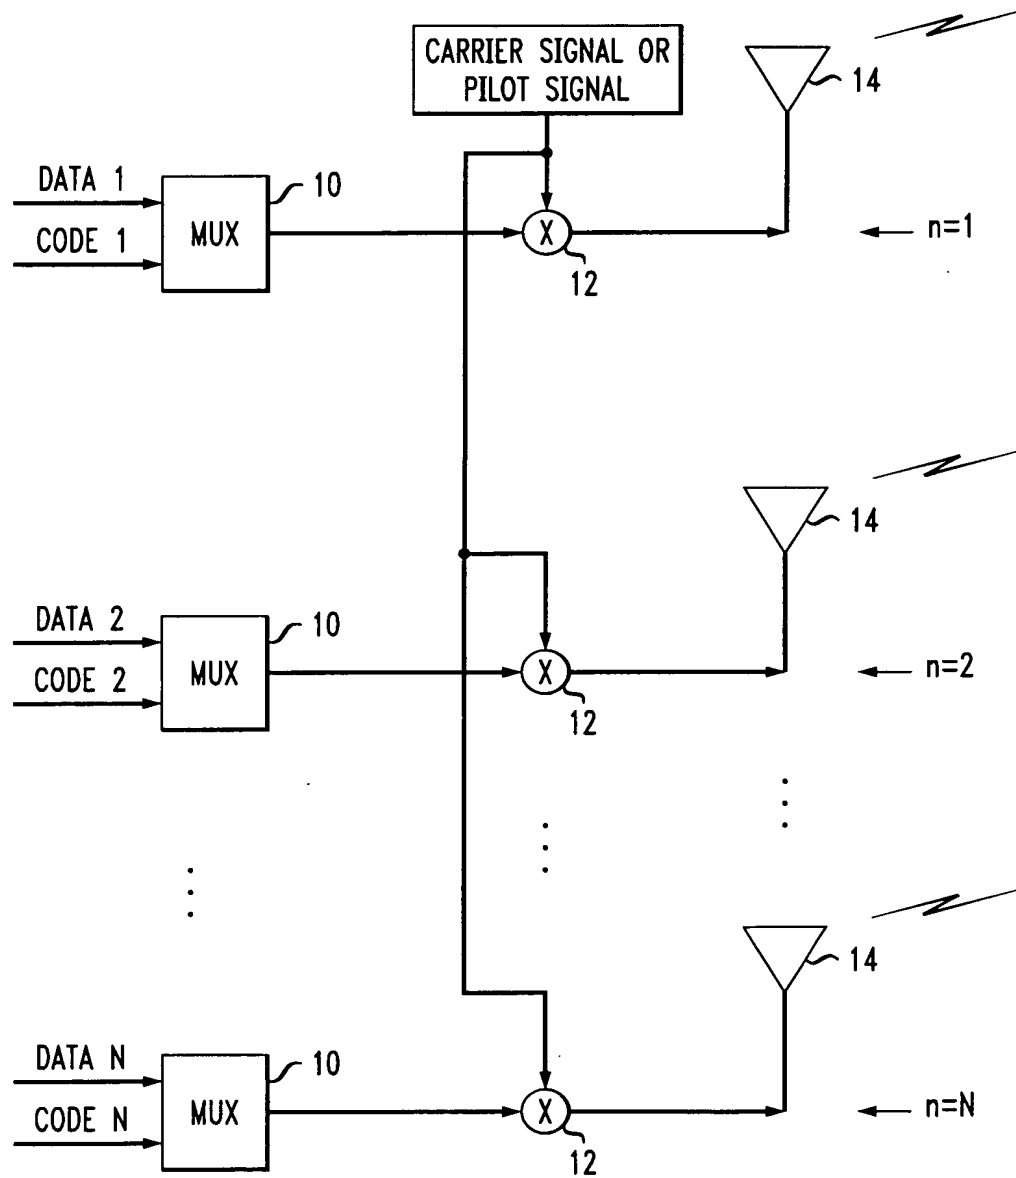 CARRIER SIGNAL OR
PILOT SIGNAL
14
DATA 1
10
MUX
CODE 1
X
12
n=1
14
DATA 2
10
MUX
CODE 2
X
12
n=2
14
DATA N
10
MUX
CODE N
X
12
n=N